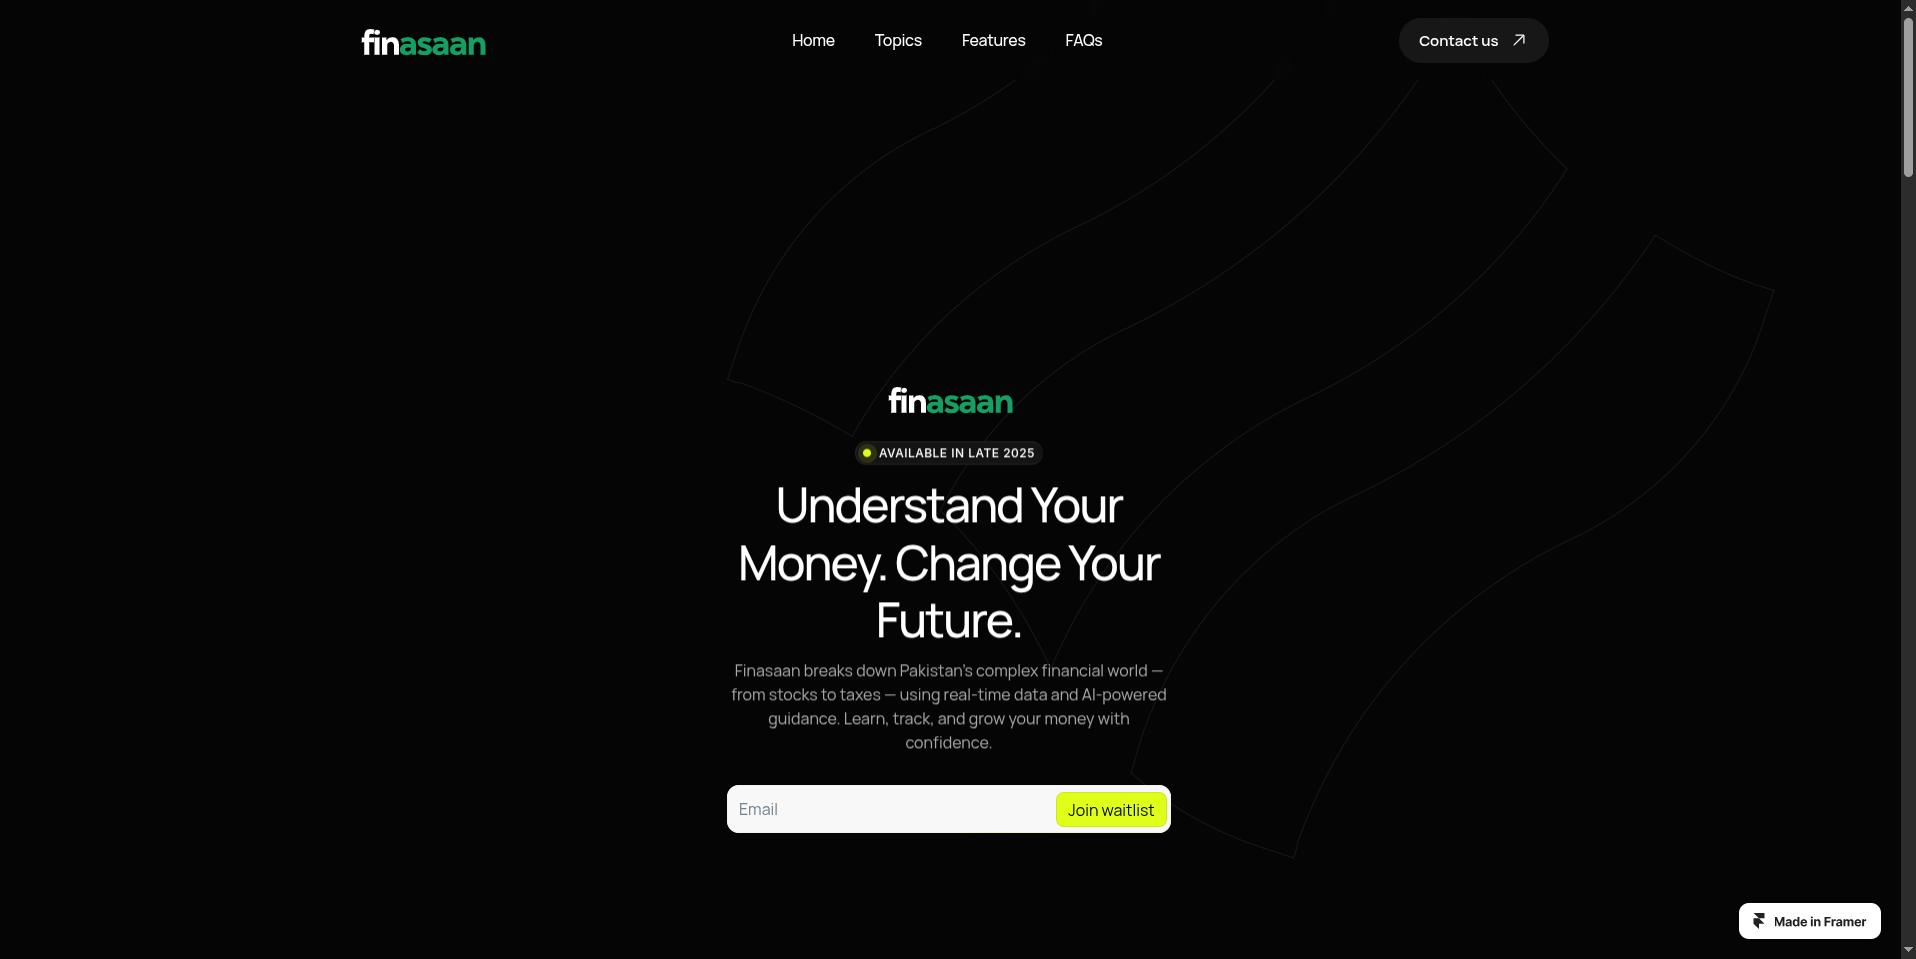 finasaan
Home
Topics
Features
FAQs
Contact us
finasaan
AVAILABLE IN LATE 2025
Understand Your
Money. Change Your
Future.
Finasaan breaks down Pakistan's complex financial world —
from stocks to taxes — using real-time data and AI-powered
guidance. Learn, track, and grow your money with
confidence.
Email
Join waitlist
Made in Framer